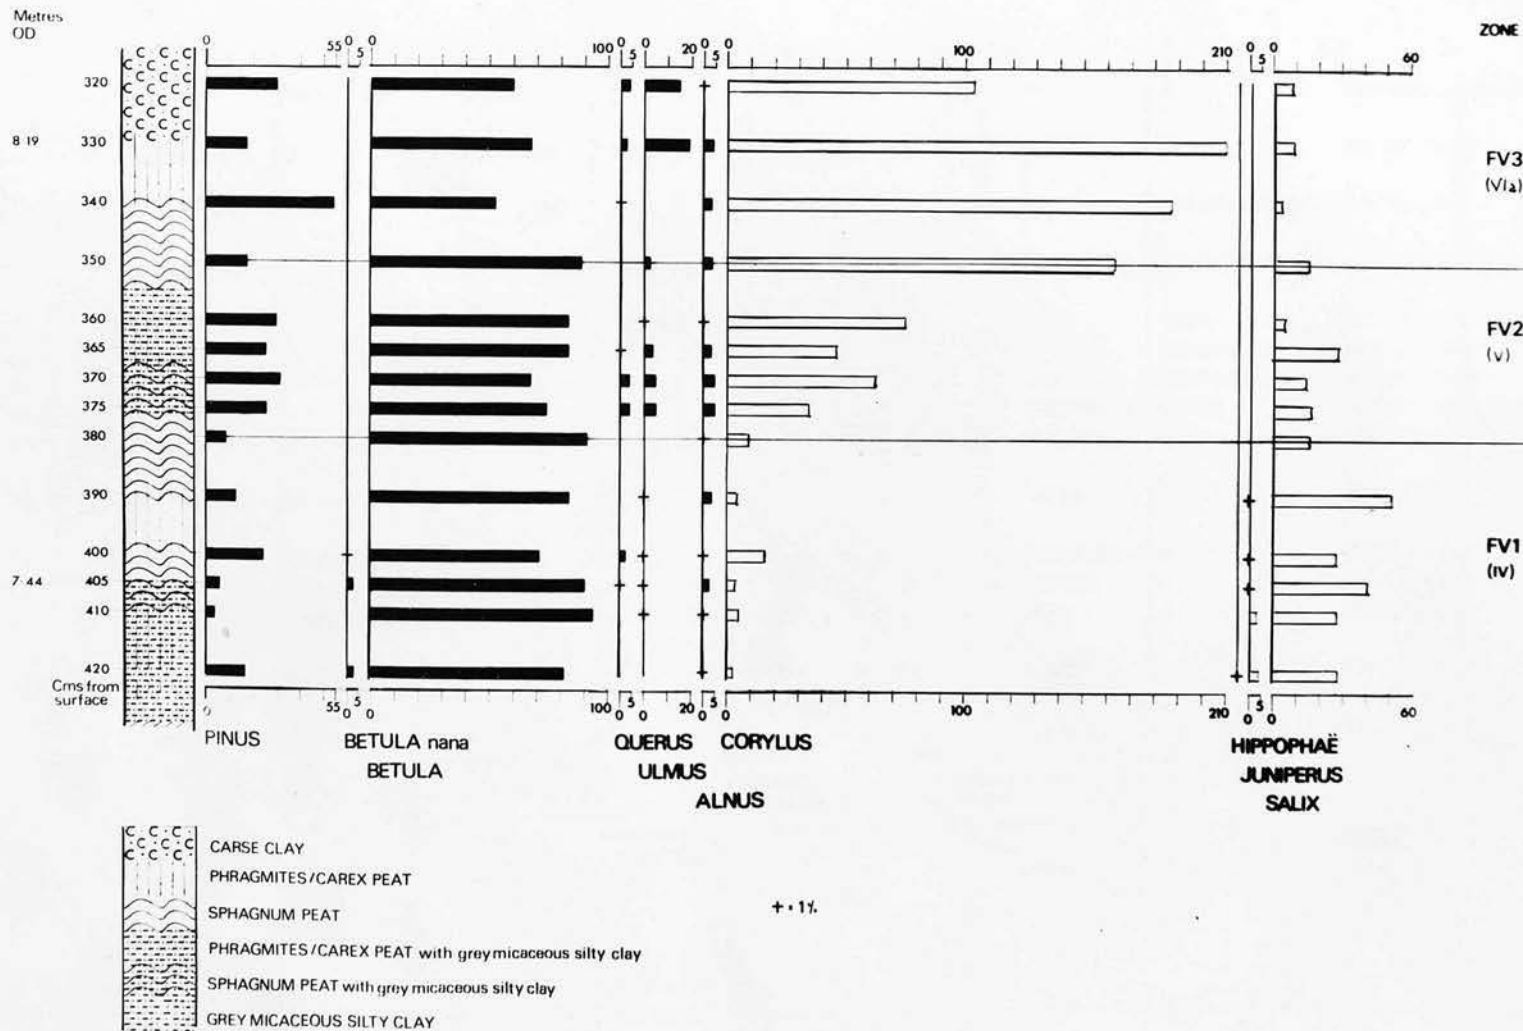 Metres
OD
0 55 0 5 0 100 0 5 0 20 0 5 0 100 210 0 5 0 60
ZONE
320
8·19 330
FV3
(VIa)
340
350
360
FV2
365
(V)
370
375
380
390
400
FV1
7·44 405
(IV)
410
420
Cms from
surface
0 55 0 5 0 100 0 5 0 20 0 5 0 100 210 0 5 0 60
PINUS BETULA nana QUERUS CORYLUS HIPPOPHAË
BETULA ULMUS JUNIPERUS
ALNUS SALIX
C C C C
CARSE CLAY
PHRAGMITES/CAREX PEAT
SPHAGNUM PEAT
+ = 1%
PHRAGMITES/CAREX PEAT with grey micaceous silty clay
SPHAGNUM PEAT with grey micaceous silty clay
GREY MICACEOUS SILTY CLAY